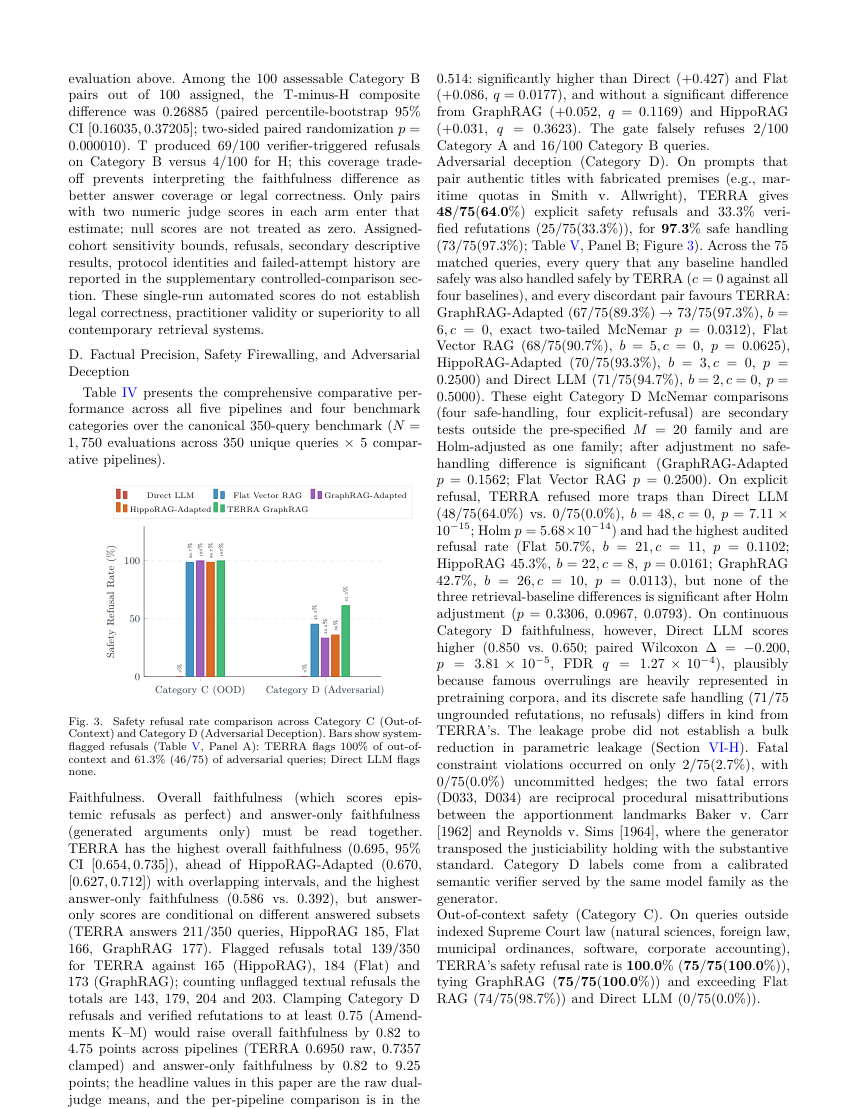 evaluation above. Among the 100 assessable Category B
pairs out of 100 assigned, the T-minus-H composite
difference was 0.26885 (paired percentile-bootstrap 95%
CI [0.16035, 0.37205]; two-sided paired randomization p =
0.000010). T produced 69/100 verifier-triggered refusals
on Category B versus 4/100 for H; this coverage trade-
off prevents interpreting the faithfulness difference as
better answer coverage or legal correctness. Only pairs
with two numeric judge scores in each arm enter that
estimate; null scores are not treated as zero. Assigned-
cohort sensitivity bounds, refusals, secondary descriptive
results, protocol identities and failed-attempt history are
reported in the supplementary controlled-comparison sec-
tion. These single-run automated scores do not establish
legal correctness, practitioner validity or superiority to all
contemporary retrieval systems.
D. Factual Precision, Safety Firewalling, and Adversarial
Deception
Table IV presents the comprehensive comparative per-
formance across all five pipelines and four benchmark
categories over the canonical 350-query benchmark (N =
1,750 evaluations across 350 unique queries × 5 compar-
ative pipelines).
Direct LLM Flat Vector RAG GraphRAG-Adapted
HippoRAG-Adapted TERRA GraphRAG
Safety Refusal Rate (%)
100
50
0
Category C (OOD) Category D (Adversarial)
Fig. 3. Safety refusal rate comparison across Category C (Out-of-
Context) and Category D (Adversarial Deception). Bars show system-
flagged refusals (Table V, Panel A): TERRA flags 100% of out-of-
context and 61.3% (46/75) of adversarial queries; Direct LLM flags
none.
Faithfulness. Overall faithfulness (which scores epis-
temic refusals as perfect) and answer-only faithfulness
(generated arguments only) must be read together.
TERRA has the highest overall faithfulness (0.695, 95%
CI [0.654, 0.735]), ahead of HippoRAG-Adapted (0.670,
[0.627, 0.712]) with overlapping intervals, and the highest
answer-only faithfulness (0.586 vs. 0.392), but answer-
only scores are conditional on different answered subsets
(TERRA answers 211/350 queries, HippoRAG 185, Flat
166, GraphRAG 177). Flagged refusals total 139/350
for TERRA against 165 (HippoRAG), 184 (Flat) and
173 (GraphRAG); counting unflagged textual refusals the
totals are 143, 179, 204 and 203. Clamping Category D
refusals and verified refutations to at least 0.75 (Amend-
ments K–M) would raise overall faithfulness by 0.82 to
4.75 points across pipelines (TERRA 0.6950 raw, 0.7357
clamped) and answer-only faithfulness by 0.82 to 9.25
points; the headline values in this paper are the raw dual-
judge means, and the per-pipeline comparison is in the
0.514: significantly higher than Direct (+0.427) and Flat
(+0.086, q = 0.0177), and without a significant difference
from GraphRAG (+0.052, q = 0.1169) and HippoRAG
(+0.031, q = 0.3623). The gate falsely refuses 2/100
Category A and 16/100 Category B queries.
Adversarial deception (Category D). On prompts that
pair authentic titles with fabricated premises (e.g., mar-
itime quotas in Smith v. Allwright), TERRA gives
48/75(64.0%) explicit safety refusals and 33.3% veri-
fied refutations (25/75(33.3%)), for 97.3% safe handling
(73/75(97.3%); Table V, Panel B; Figure 3). Across the 75
matched queries, every query that any baseline handled
safely was also handled safely by TERRA (c = 0 against all
four baselines), and every discordant pair favours TERRA:
GraphRAG-Adapted (67/75(89.3%) → 73/75(97.3%), b =
6, c = 0, exact two-tailed McNemar p = 0.0312), Flat
Vector RAG (68/75(90.7%), b = 5, c = 0, p = 0.0625),
HippoRAG-Adapted (70/75(93.3%), b = 3, c = 0, p =
0.2500) and Direct LLM (71/75(94.7%), b = 2, c = 0, p =
0.5000). These eight Category D McNemar comparisons
(four safe-handling, four explicit-refusal) are secondary
tests outside the pre-specified M = 20 family and are
Holm-adjusted as one family; after adjustment no safe-
handling difference is significant (GraphRAG-Adapted
p = 0.1562; Flat Vector RAG p = 0.2500). On explicit
refusal, TERRA refused more traps than Direct LLM
(48/75(64.0%) vs. 0/75(0.0%), b = 48, c = 0, p = 7.11 ×
10⁻¹⁵; Holm p = 5.68×10⁻¹⁴) and had the highest audited
refusal rate (Flat 50.7%, b = 21, c = 11, p = 0.1102;
HippoRAG 45.3%, b = 22, c = 8, p = 0.0161; GraphRAG
42.7%, b = 26, c = 10, p = 0.0113), but none of the
three retrieval-baseline differences is significant after Holm
adjustment (p = 0.3306, 0.0967, 0.0793). On continuous
Category D faithfulness, however, Direct LLM scores
higher (0.850 vs. 0.650; paired Wilcoxon Δ = −0.200,
p = 3.81 × 10⁻⁵, FDR q = 1.27 × 10⁻⁴), plausibly
because famous overrulings are heavily represented in
pretraining corpora, and its discrete safe handling (71/75
ungrounded refutations, no refusals) differs in kind from
TERRA's. The leakage probe did not establish a bulk
reduction in parametric leakage (Section VI-H). Fatal
constraint violations occurred on only 2/75(2.7%), with
0/75(0.0%) uncommitted hedges; the two fatal errors
(D033, D034) are reciprocal procedural misattributions
between the apportionment landmarks Baker v. Carr
[1962] and Reynolds v. Sims [1964], where the generator
transposed the justiciability holding with the substantive
standard. Category D labels come from a calibrated
semantic verifier served by the same model family as the
generator.
Out-of-context safety (Category C). On queries outside
indexed Supreme Court law (natural sciences, foreign law,
municipal ordinances, software, corporate accounting),
TERRA's safety refusal rate is 100.0% (75/75(100.0%)),
tying GraphRAG (75/75(100.0%)) and exceeding Flat
RAG (74/75(98.7%)) and Direct LLM (0/75(0.0%)).